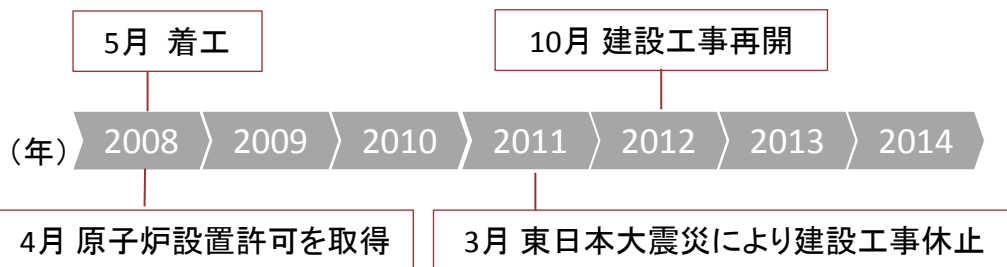 5月 着工
10月 建設工事再開
(年) 2008 2009 2010 2011 2012 2013 2014
4月 原子炉設置許可を取得
3月 東日本大震災により建設工事休止